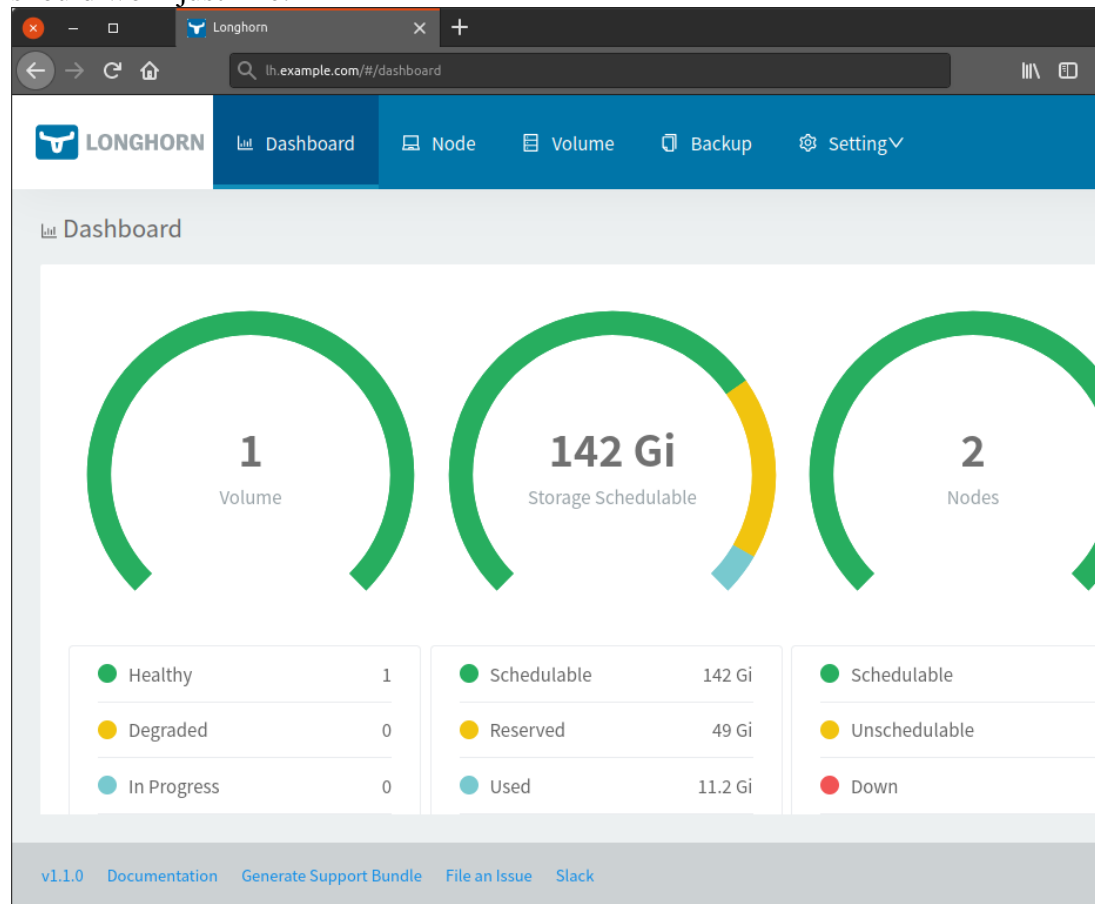 Longhorn
lh.example.com/#/dashboard
LONGHORN Dashboard Node Volume Backup Setting
Dashboard
1
Volume
142 Gi
Storage Schedulable
2
Nodes
Healthy 1
Degraded 0
In Progress 0
Schedulable 142 Gi
Reserved 49 Gi
Used 11.2 Gi
Schedulable
Unschedulable
Down
v1.1.0 Documentation Generate Support Bundle File an Issue Slack